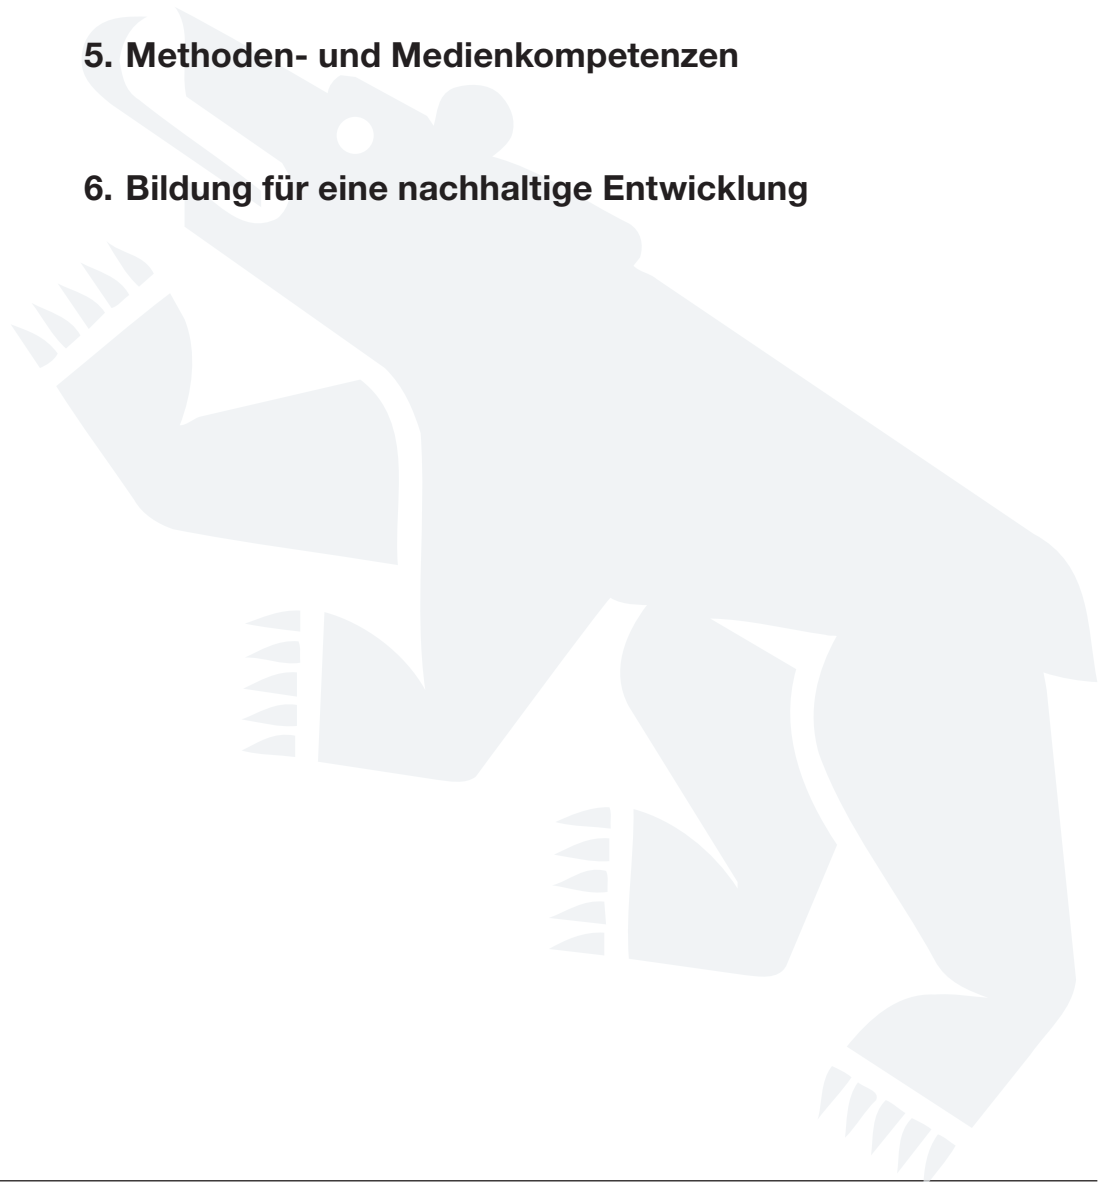 5. Methoden- und Medienkompetenzen
6. Bildung für eine nachhaltige Entwicklung